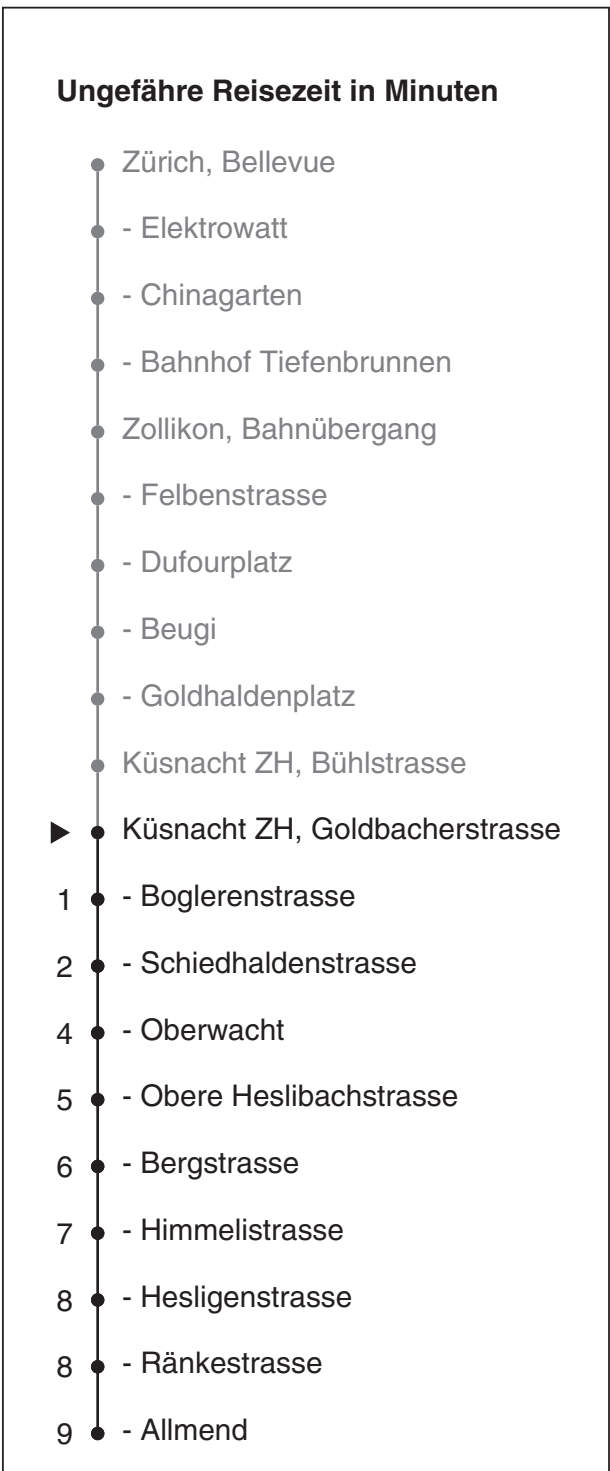 Ungefähre Reisezeit in Minuten
Zürich, Bellevue
- Elektrowatt
- Chinagarten
- Bahnhof Tiefenbrunnen
Zollikon, Bahnübergang
- Felbenstrasse
- Dufourplatz
- Beugi
- Goldhaldenplatz
Küsnacht ZH, Bühlstrasse
Küsnacht ZH, Goldbacherstrasse
1 - Boglerenstrasse
2 - Schiedhaldenstrasse
4 - Oberwacht
5 - Obere Heslibachstrasse
6 - Bergstrasse
7 - Himmelistrasse
8 - Hesligenstrasse
8 - Ränkestrasse
9 - Allmend